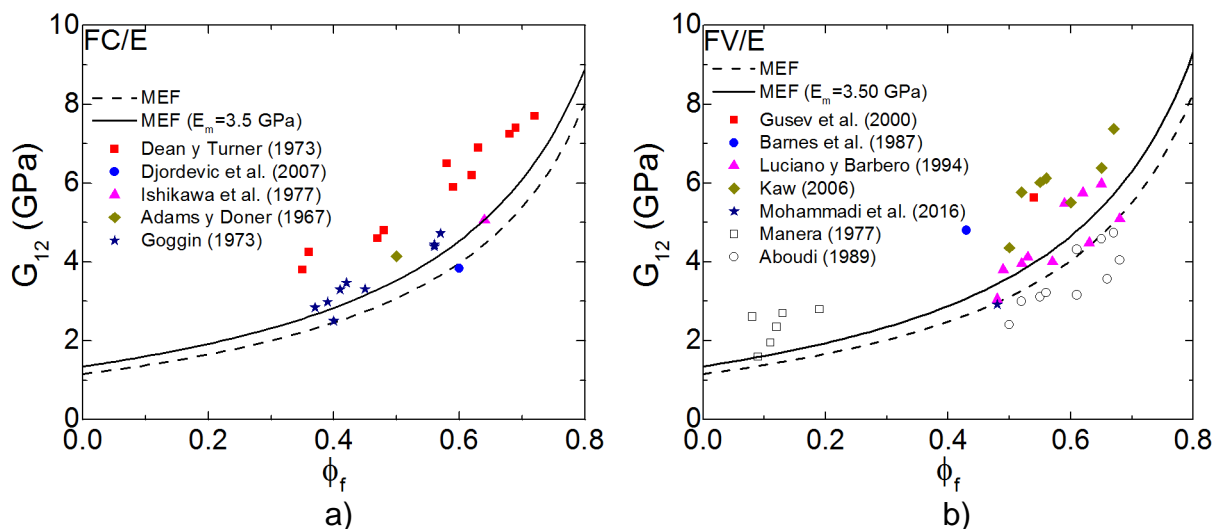 FC/E
MEF
MEF (Em=3.5 GPa)
Dean y Turner (1973)
Djordevic et al. (2007)
Ishikawa et al. (1977)
Adams y Doner (1967)
Goggin (1973)
G12 (GPa)
10
8
6
4
2
0
0.0 0.2 0.4 0.6 0.8
ϕf
a)
FV/E
MEF
MEF (Em=3.50 GPa)
Gusev et al. (2000)
Barnes et al. (1987)
Luciano y Barbero (1994)
Kaw (2006)
Mohammadi et al. (2016)
Manera (1977)
Aboudi (1989)
G12 (GPa)
10
8
6
4
2
0
0.0 0.2 0.4 0.6 0.8
ϕf
b)